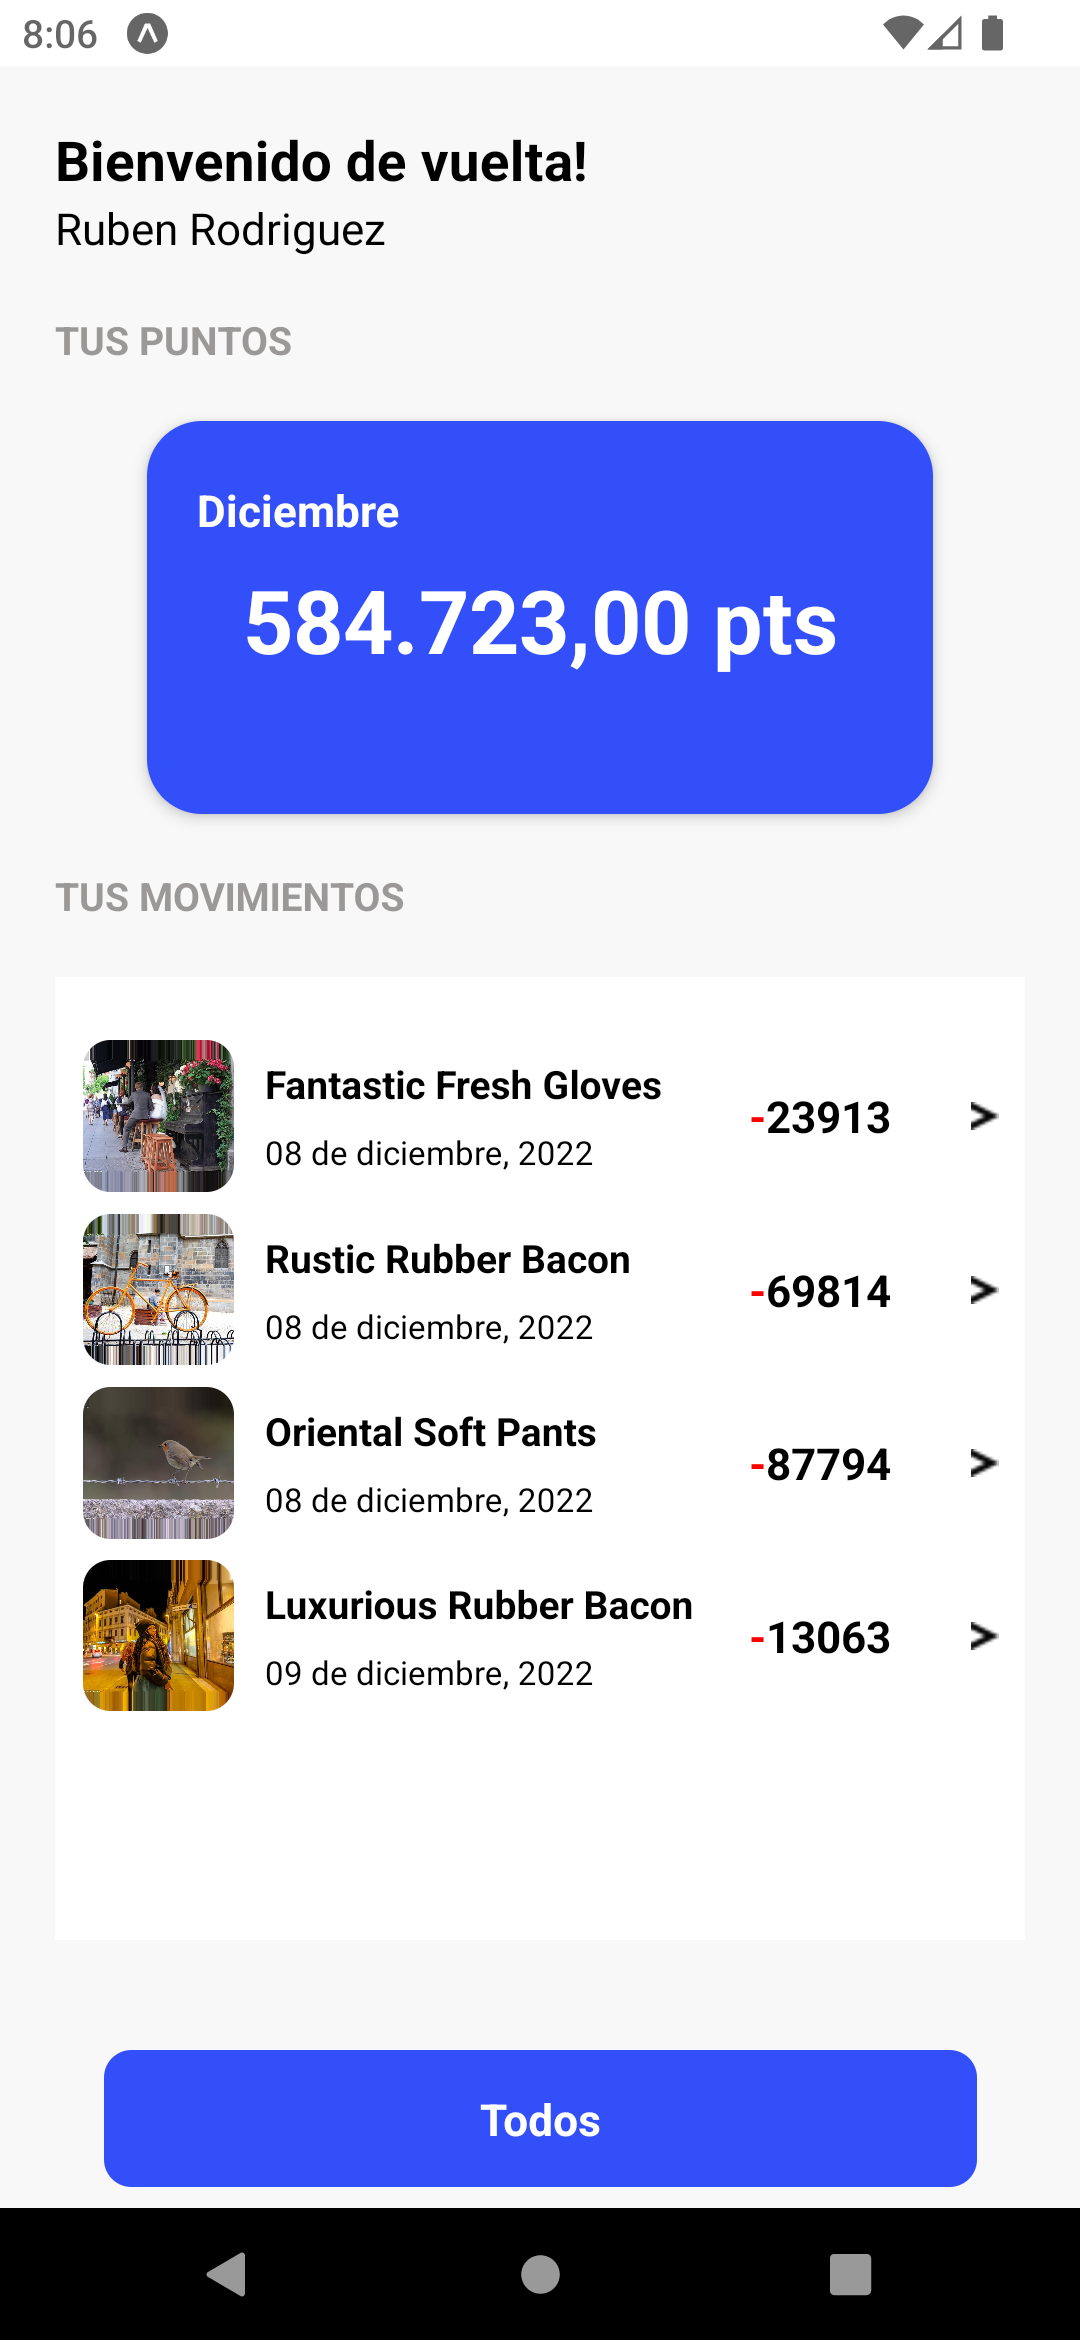 8:06
Bienvenido de vuelta!
Ruben Rodriguez
TUS PUNTOS
Diciembre
584.723,00 pts
TUS MOVIMIENTOS
Fantastic Fresh Gloves
08 de diciembre, 2022
-23913 >
Rustic Rubber Bacon
08 de diciembre, 2022
-69814 >
Oriental Soft Pants
08 de diciembre, 2022
-87794 >
Luxurious Rubber Bacon
09 de diciembre, 2022
-13063 >
Todos